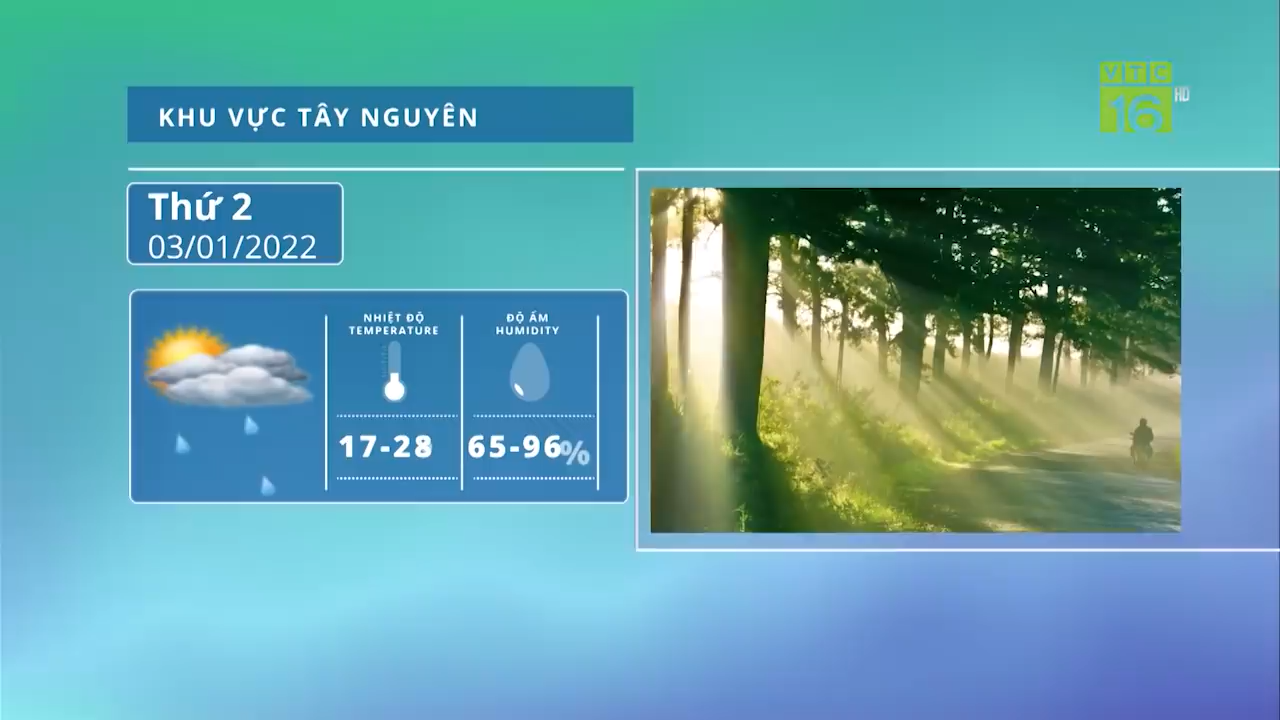 KHU VỰC TÂY NGUYÊN
VTC
16
HD
Thứ 2
03/01/2022
NHIỆT ĐỘ
TEMPERATURE
17-28
ĐỘ ẨM
HUMIDITY
65-96%